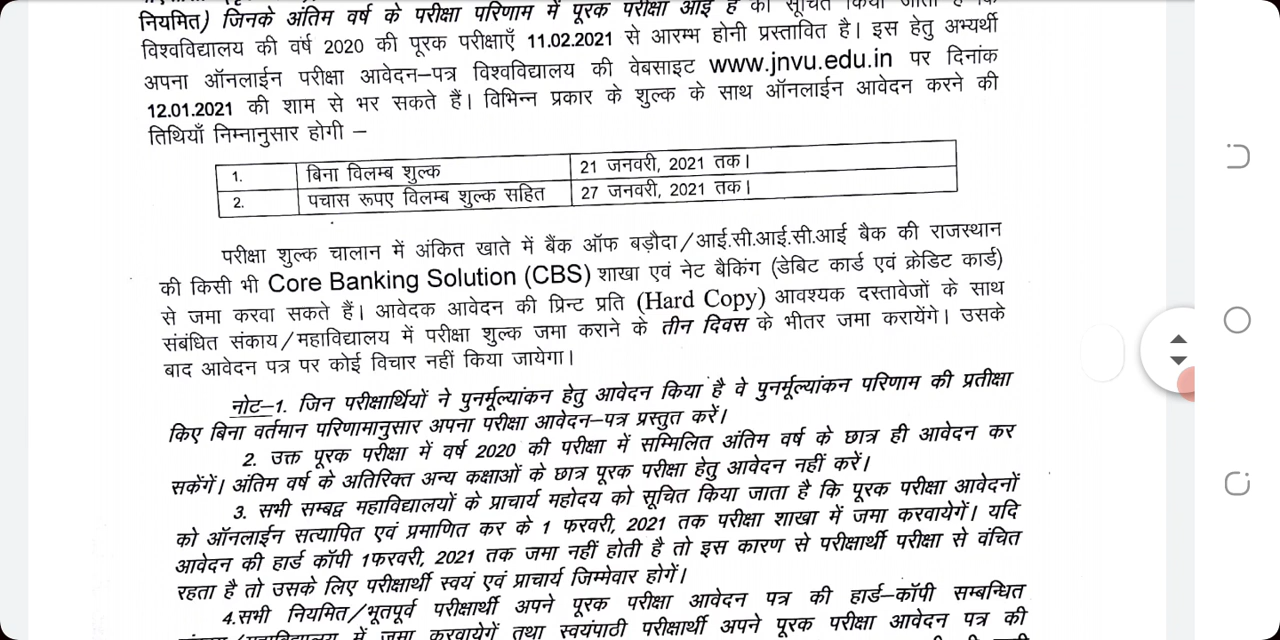 नियमित) जिनके अंतिम वर्ष के परीक्षा परिणाम में पूरक परीक्षा आई है
विश्वविद्यालय की वर्ष 2020 की पूरक परीक्षाएँ 11.02.2021 से आरम्भ होनी प्रस्तावित है। इस हेतु अभ्यर्थी
अपना ऑनलाईन परीक्षा आवेदन–पत्र विश्वविद्यालय की वेबसाइट www.jnvu.edu.in पर दिनांक
12.01.2021 की शाम से भर सकते हैं। विभिन्न प्रकार के शुल्क के साथ ऑनलाईन आवेदन करने की
तिथियाँ निम्नानुसार होगी –
1. बिना विलम्ब शुल्क 21 जनवरी, 2021 तक।
2. पचास रूपए विलम्ब शुल्क सहित 27 जनवरी, 2021 तक।
परीक्षा शुल्क चालान में अंकित खाते में बैंक ऑफ बड़ौदा/आई.सी.आई.सी.आई बैक की राजस्थान
की किसी भी Core Banking Solution (CBS) शाखा एवं नेट बैकिंग (डेबिट कार्ड एवं क्रेडिट कार्ड)
से जमा करवा सकते हैं। आवेदक आवेदन की प्रिन्ट प्रति (Hard Copy) आवश्यक दस्तावेजों के साथ
संबंधित संकाय/महाविद्यालय में परीक्षा शुल्क जमा कराने के तीन दिवस के भीतर जमा करायेंगे। उसके
बाद आवेदन पत्र पर कोई विचार नहीं किया जायेगा।
नोट–1. जिन परीक्षार्थियों ने पुनर्मूल्यांकन हेतु आवेदन किया है वे पुनर्मूल्यांकन परिणाम की प्रतीक्षा
किए बिना वर्तमान परिणामानुसार अपना परीक्षा आवेदन–पत्र प्रस्तुत करें।
2. उक्त पूरक परीक्षा में वर्ष 2020 की परीक्षा में सम्मिलित अंतिम वर्ष के छात्र ही आवेदन कर
सकेंगें। अंतिम वर्ष के अतिरिक्त अन्य कक्षाओं के छात्र पूरक परीक्षा हेतु आवेदन नहीं करें।
3. सभी सम्बद्व महाविद्यालयों के प्राचार्य महोदय को सूचित किया जाता है कि पूरक परीक्षा आवेदनों
को ऑनलाईन सत्यापित एवं प्रमाणित कर के 1 फरवरी, 2021 तक परीक्षा शाखा में जमा करवायेगें। यदि
आवेदन की हार्ड कॉपी 1फरवरी, 2021 तक जमा नहीं होती है तो इस कारण से परीक्षार्थी परीक्षा से वंचित
रहता है तो उसके लिए परीक्षार्थी स्वयं एवं प्राचार्य जिम्मेवार होगें।
4.सभी नियमित/भूतपूर्व परीक्षार्थी अपने पूरक परीक्षा आवेदन पत्र की हार्ड–कॉपी सम्बन्धित
में जमा करवायेगें तथा स्वयंपाठी परीक्षार्थी अपने पूरक परीक्षा आवेदन पत्र की